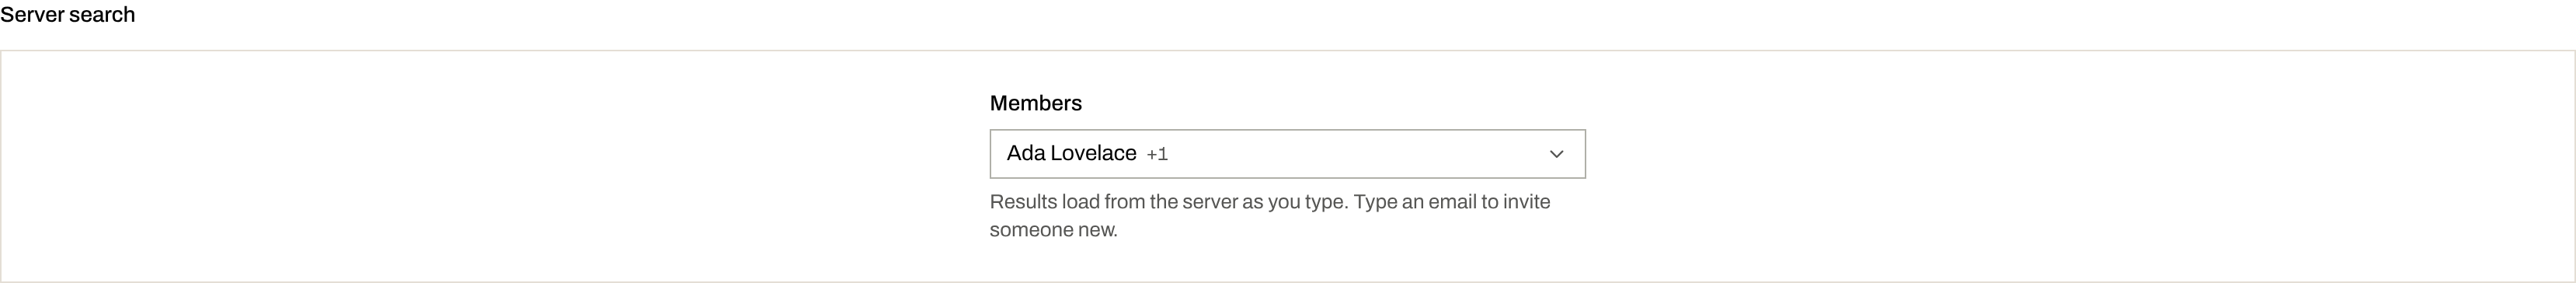 Server search
Members
Ada Lovelace +1
Results load from the server as you type. Type an email to invite
someone new.